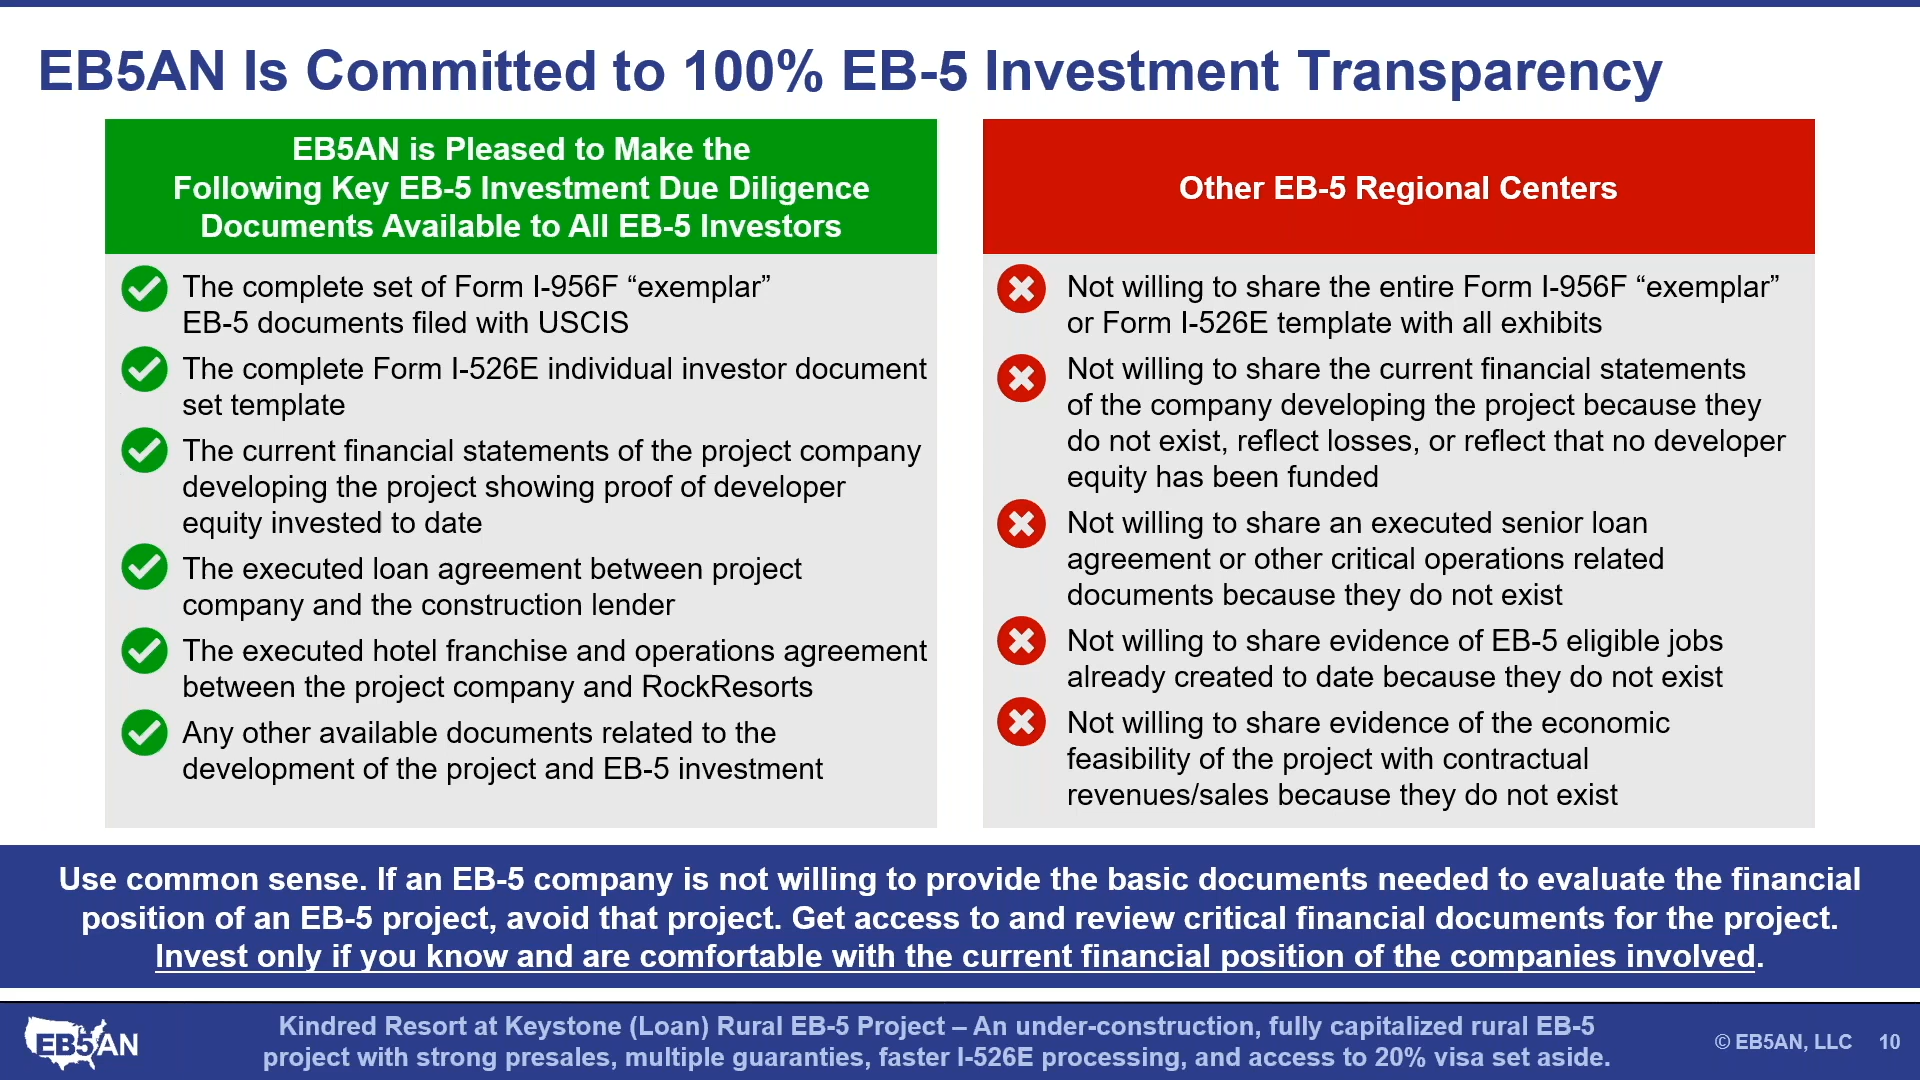 EB5AN Is Committed to 100% EB-5 Investment Transparency
EB5AN is Pleased to Make the
Following Key EB-5 Investment Due Diligence
Documents Available to All EB-5 Investors
The complete set of Form I-956F “exemplar”
EB-5 documents filed with USCIS
The complete Form I-526E individual investor document
set template
The current financial statements of the project company
developing the project showing proof of developer
equity invested to date
The executed loan agreement between project
company and the construction lender
The executed hotel franchise and operations agreement
between the project company and RockResorts
Any other available documents related to the
development of the project and EB-5 investment
Other EB-5 Regional Centers
Not willing to share the entire Form I-956F “exemplar”
or Form I-526E template with all exhibits
Not willing to share the current financial statements
of the company developing the project because they
do not exist, reflect losses, or reflect that no developer
equity has been funded
Not willing to share an executed senior loan
agreement or other critical operations related
documents because they do not exist
Not willing to share evidence of EB-5 eligible jobs
already created to date because they do not exist
Not willing to share evidence of the economic
feasibility of the project with contractual
revenues/sales because they do not exist
Use common sense. If an EB-5 company is not willing to provide the basic documents needed to evaluate the financial
position of an EB-5 project, avoid that project. Get access to and review critical financial documents for the project.
Invest only if you know and are comfortable with the current financial position of the companies involved.
EB5AN
Kindred Resort at Keystone (Loan) Rural EB-5 Project – An under-construction, fully capitalized rural EB-5
project with strong presales, multiple guaranties, faster I-526E processing, and access to 20% visa set aside.
© EB5AN, LLC 10